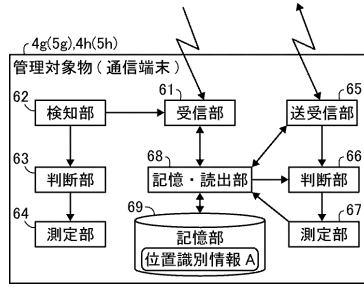 4g(5g),4h(5h)
管理対象物(通信端末)
61
62
65
検知部
受信部
送受信部
63
68
66
判断部
記憶・読出部
判断部
64
69
67
測定部
記憶部
測定部
位置識別情報A